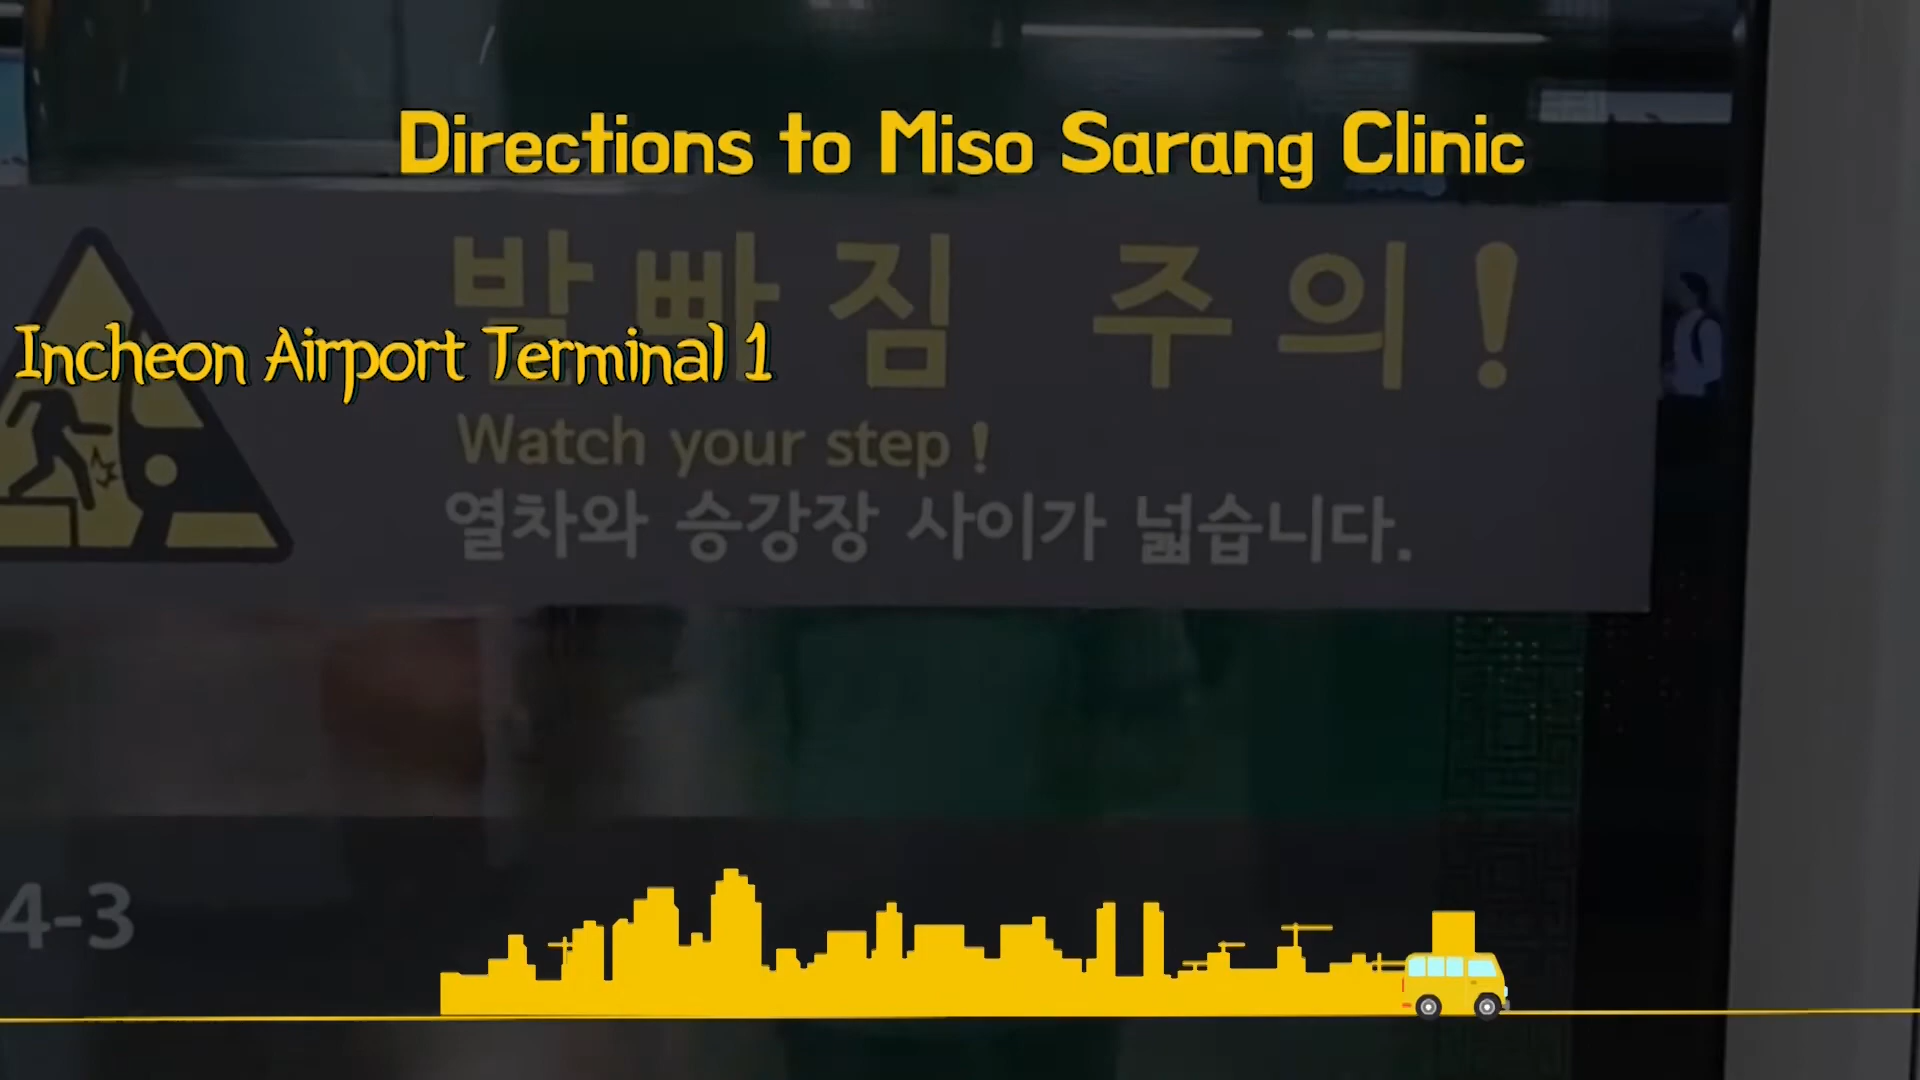 Directions to Miso Sarang Clinic
발빠짐 주의!
Incheon Airport Terminal 1
Watch your step!
열차와 승강장 사이가 넓습니다.
4-3